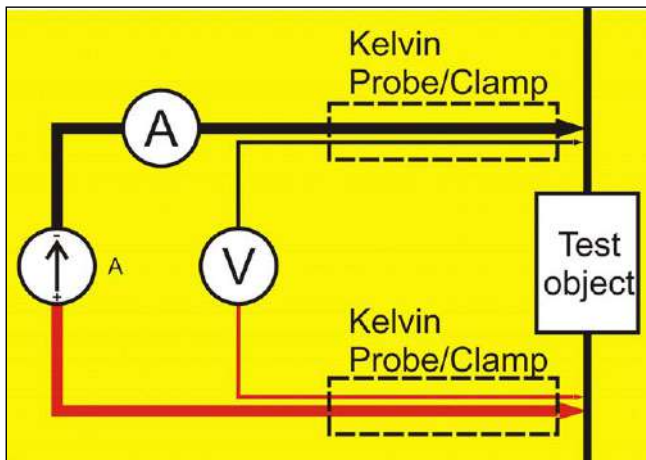 Kelvin
Probe/Clamp
A
-
A
+
V
Test
object
Kelvin
Probe/Clamp